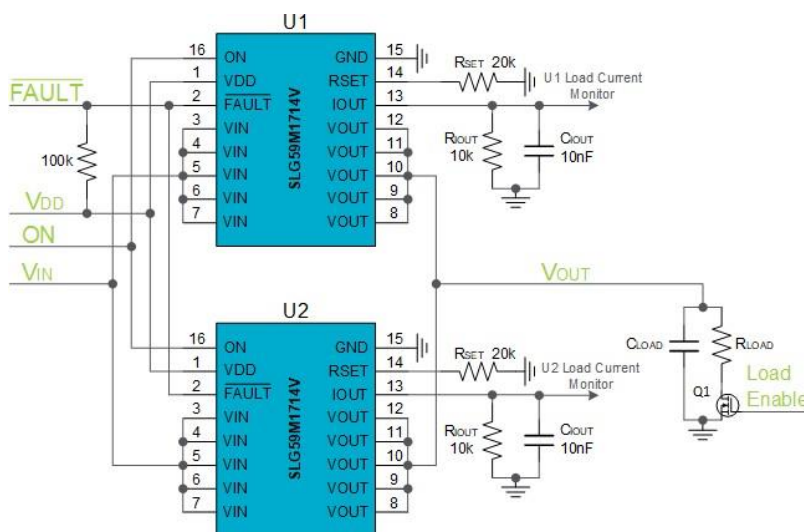 U1
16 ON GND 15
1 VDD RSET 14
2 FAULT IOUT 13
3 VIN VOUT 12
4 VIN VOUT 11
5 VIN VOUT 10
6 VIN VOUT 9
7 VIN VOUT 8
SLG59M1714V
RSET 20k
U1 Load Current
Monitor
RIOUT
10k
CIOUT
10nF
FAULT
100k
VDD
ON
VIN
VOUT
U2
16 ON GND 15
1 VDD RSET 14
2 FAULT IOUT 13
3 VIN VOUT 12
4 VIN VOUT 11
5 VIN VOUT 10
6 VIN VOUT 9
7 VIN VOUT 8
SLG59M1714V
RSET 20k
U2 Load Current
Monitor
RIOUT
10k
CIOUT
10nF
CLOAD
RLOAD
Q1
Load
Enable